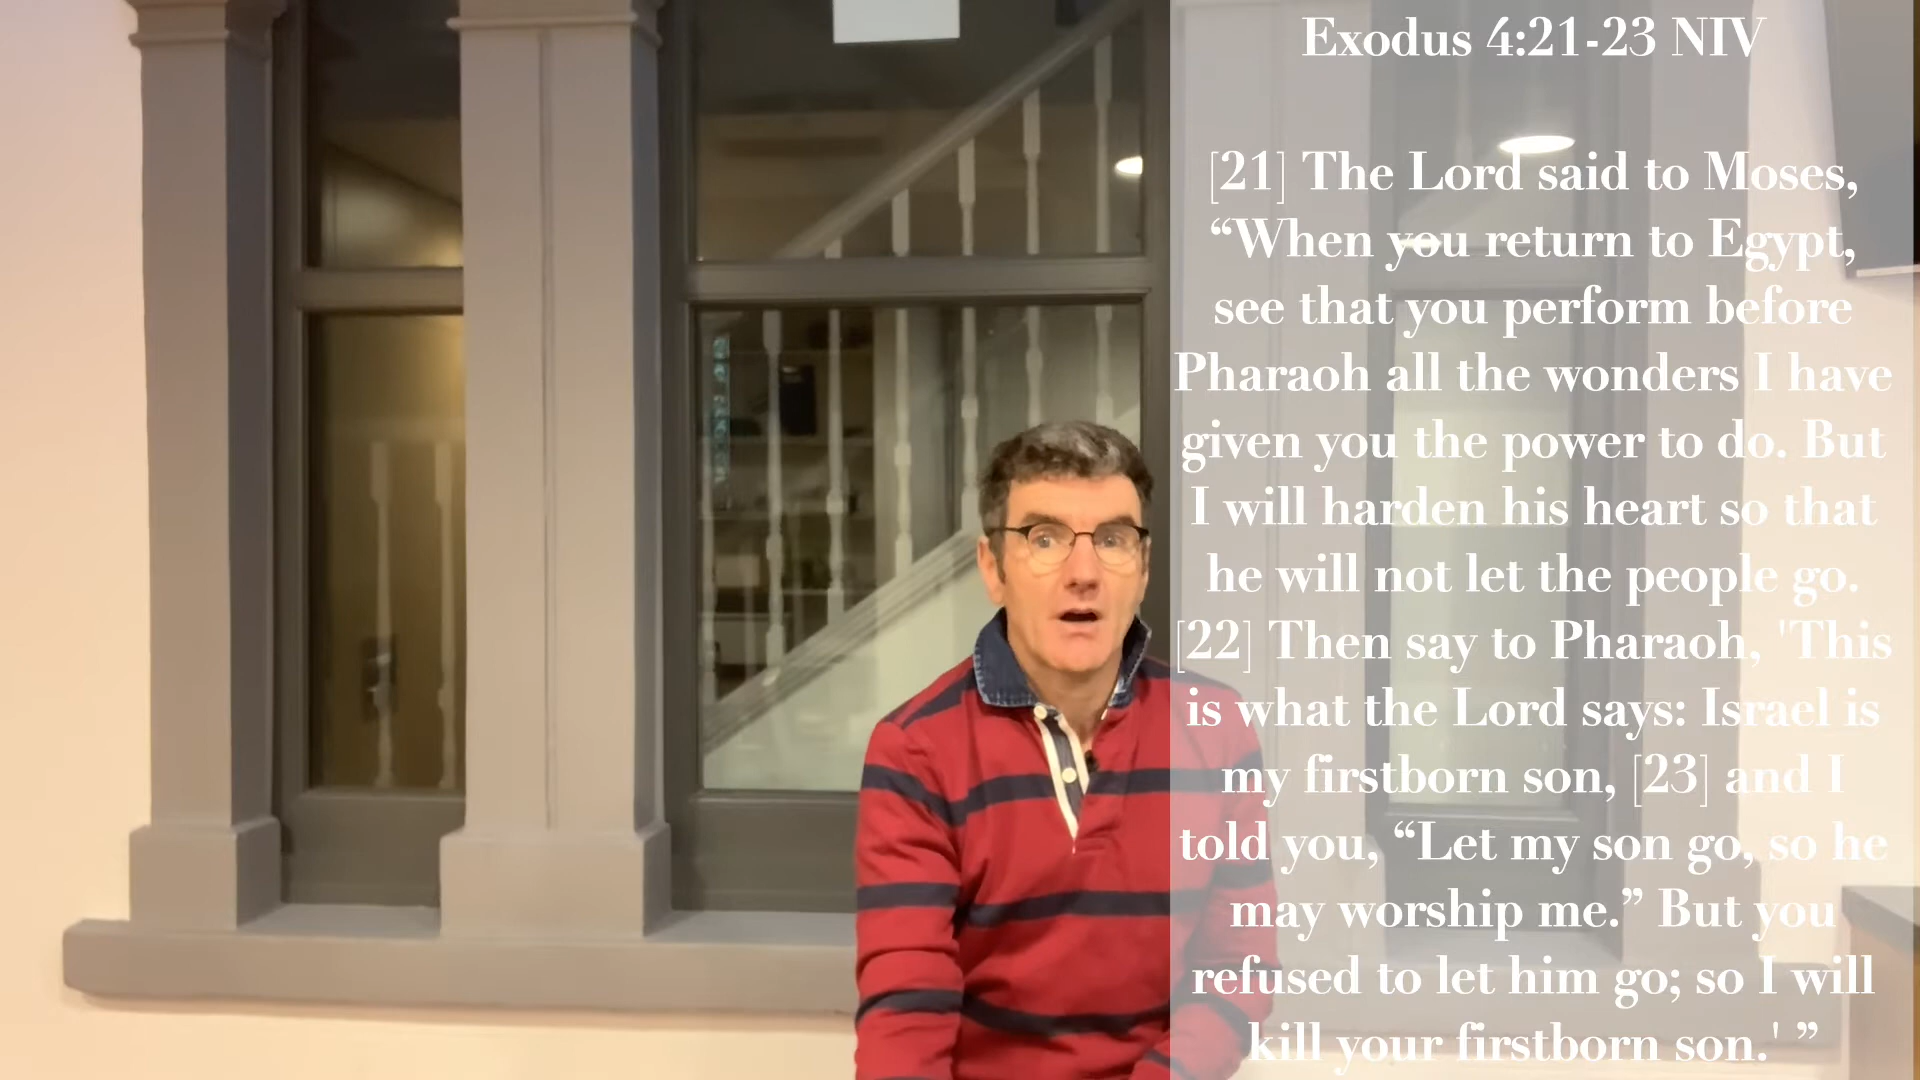 Exodus 4:21-23 NIV
[21] The Lord said to Moses,
“When you return to Egypt,
see that you perform before
Pharaoh all the wonders I have
given you the power to do. But
I will harden his heart so that
he will not let the people go.
[22] Then say to Pharaoh, 'This
is what the Lord says: Israel is
my firstborn son, [23] and I
told you, “Let my son go, so he
may worship me.” But you
refused to let him go; so I will
kill your firstborn son.' ”